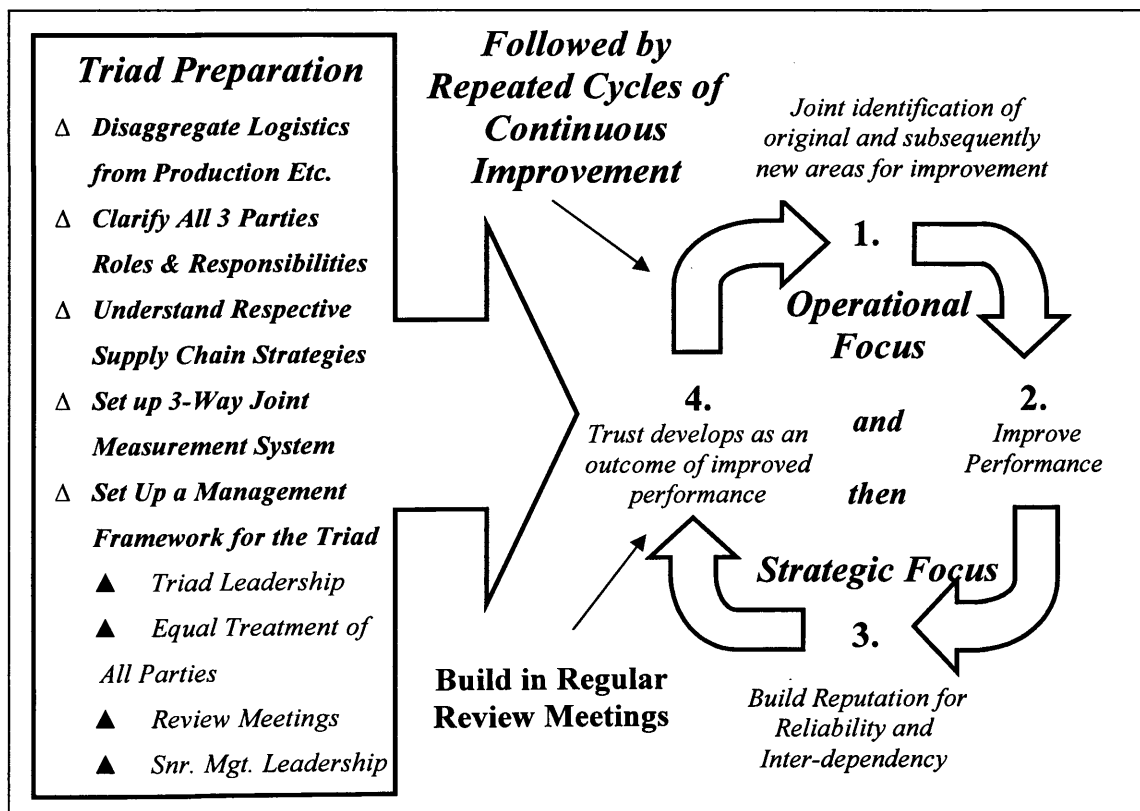 Triad Preparation
Δ Disaggregate Logistics
from Production Etc.
Δ Clarify All 3 Parties
Roles & Responsibilities
Δ Understand Respective
Supply Chain Strategies
Δ Set up 3-Way Joint
Measurement System
Δ Set Up a Management
Framework for the Triad
▲ Triad Leadership
▲ Equal Treatment of
All Parties
▲ Review Meetings
▲ Snr. Mgt. Leadership
Followed by
Repeated Cycles of
Continuous
Improvement
Joint identification of
original and subsequently
new areas for improvement
1.
Operational
Focus
2.
Improve
Performance
and
then
Strategic Focus
3.
Build Reputation for
Reliability and
Inter-dependency
4.
Trust develops as an
outcome of improved
performance
Build in Regular
Review Meetings